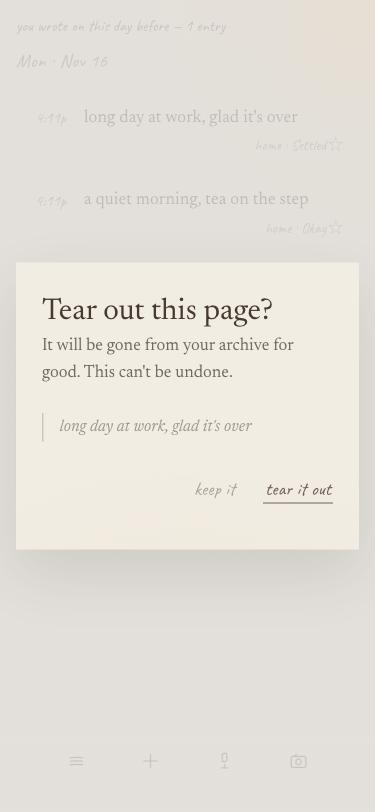 you wrote on this day before — 1 entry
Mon · Nov 16
4:11p long day at work, glad it's over
home · Settled ☆
4:11p a quiet morning, tea on the step
home · Okay ☆
Tear out this page?
It will be gone from your archive for
good. This can't be undone.
long day at work, glad it's over
keep it tear it out